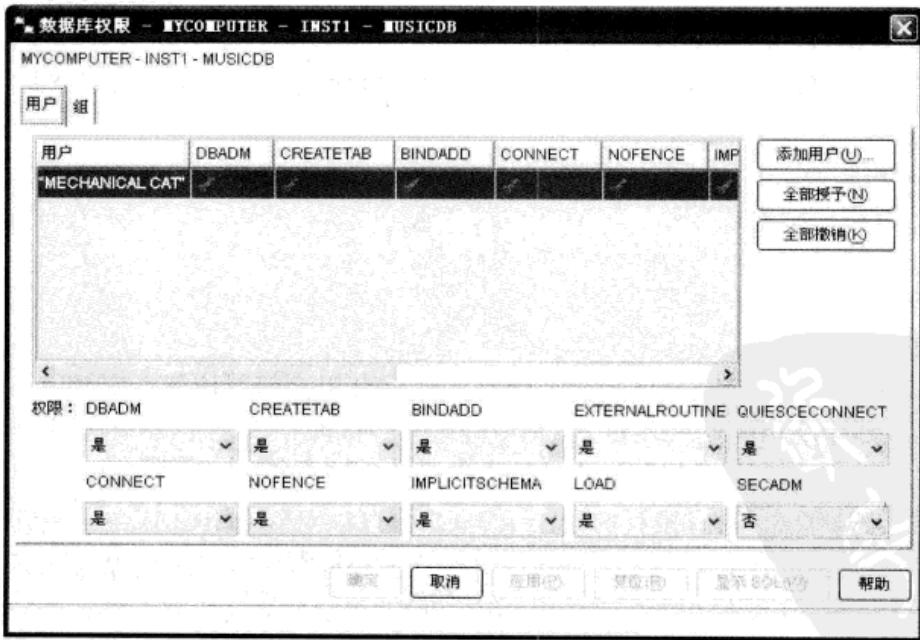 数据库权限 - MYCOMPUTER - INST1 - MUSICDB
MYCOMPUTER - INST1 - MUSICDB
用户 组
用户 DBADM CREATETAB BINDADD CONNECT NOFENCE IMP
"MECHANICAL CAT"
添加用户(U)...
全部授予(N)
全部撤销(K)
权限： DBADM CREATETAB BINDADD EXTERNALROUTINE QUIESCECONNECT
是 是 是 是 是
CONNECT NOFENCE IMPLICITSCHEMA LOAD SECADM
是 是 是 是 否
确定 取消 应用(P) 复位(R) 显示 SQL 帮助